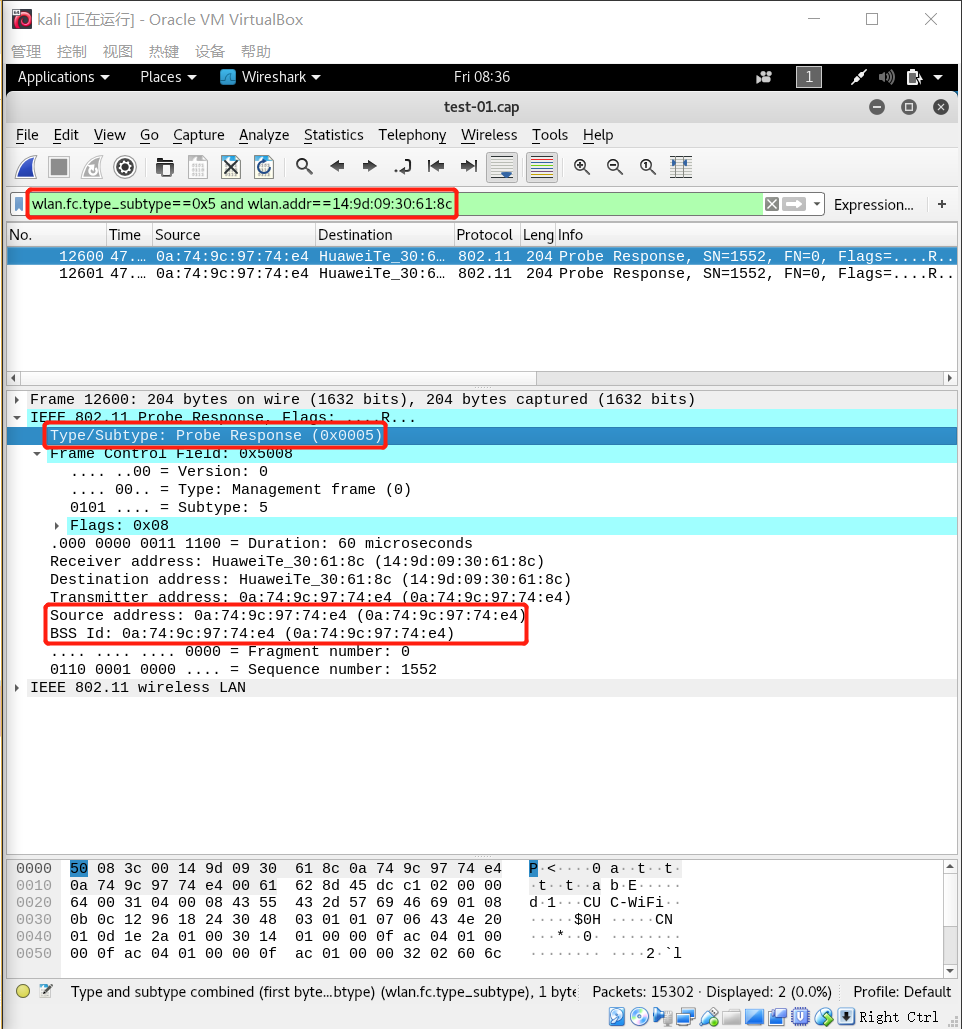 kali [正在运行] - Oracle VM VirtualBox
管理 控制 视图 热键 设备 帮助
Applications Places Wireshark Fri 08:36 1
test-01.cap
File Edit View Go Capture Analyze Statistics Telephony Wireless Tools Help
wlan.fc.type_subtype==0x5 and wlan.addr==14:9d:09:30:61:8c Expression... +
No. Time Source Destination Protocol Leng Info
12600 47.… 0a:74:9c:97:74:e4 HuaweiTe_30:6… 802.11 204 Probe Response, SN=1552, FN=0, Flags=....R..
12601 47.… 0a:74:9c:97:74:e4 HuaweiTe_30:6… 802.11 204 Probe Response, SN=1552, FN=0, Flags=....R..
Frame 12600: 204 bytes on wire (1632 bits), 204 bytes captured (1632 bits)
IEEE 802.11 Probe Response, Flags: ....R...
Type/Subtype: Probe Response (0x0005)
Frame Control Field: 0x5008
.... ..00 = Version: 0
.... 00.. = Type: Management frame (0)
0101 .... = Subtype: 5
Flags: 0x08
.000 0000 0011 1100 = Duration: 60 microseconds
Receiver address: HuaweiTe_30:61:8c (14:9d:09:30:61:8c)
Destination address: HuaweiTe_30:61:8c (14:9d:09:30:61:8c)
Transmitter address: 0a:74:9c:97:74:e4 (0a:74:9c:97:74:e4)
Source address: 0a:74:9c:97:74:e4 (0a:74:9c:97:74:e4)
BSS Id: 0a:74:9c:97:74:e4 (0a:74:9c:97:74:e4)
.... .... .... 0000 = Fragment number: 0
0110 0001 0000 .... = Sequence number: 1552
IEEE 802.11 wireless LAN
0000 50 08 3c 00 14 9d 09 30 61 8c 0a 74 9c 97 74 e4 P·<····0a··t··t·
0010 0a 74 9c 97 74 e4 00 61 62 8d 45 dc c1 02 00 00 ·t··t··ab·E·····
0020 64 00 31 04 00 08 43 55 43 2d 57 69 46 69 01 08 d·1···CUC-WiFi··
0030 0b 0c 12 96 18 24 30 48 03 01 01 07 06 43 4e 20 ·····$0H·····CN
0040 01 0d 1e 2a 01 00 30 14 01 00 00 0f ac 04 01 00 ···*··0·········
0050 00 0f ac 04 01 00 00 0f ac 01 00 00 32 02 60 6c ············2·`l
Type and subtype combined (first byte…btype) (wlan.fc.type_subtype), 1 byte Packets: 15302 · Displayed: 2 (0.0%) Profile: Default
Right Ctrl